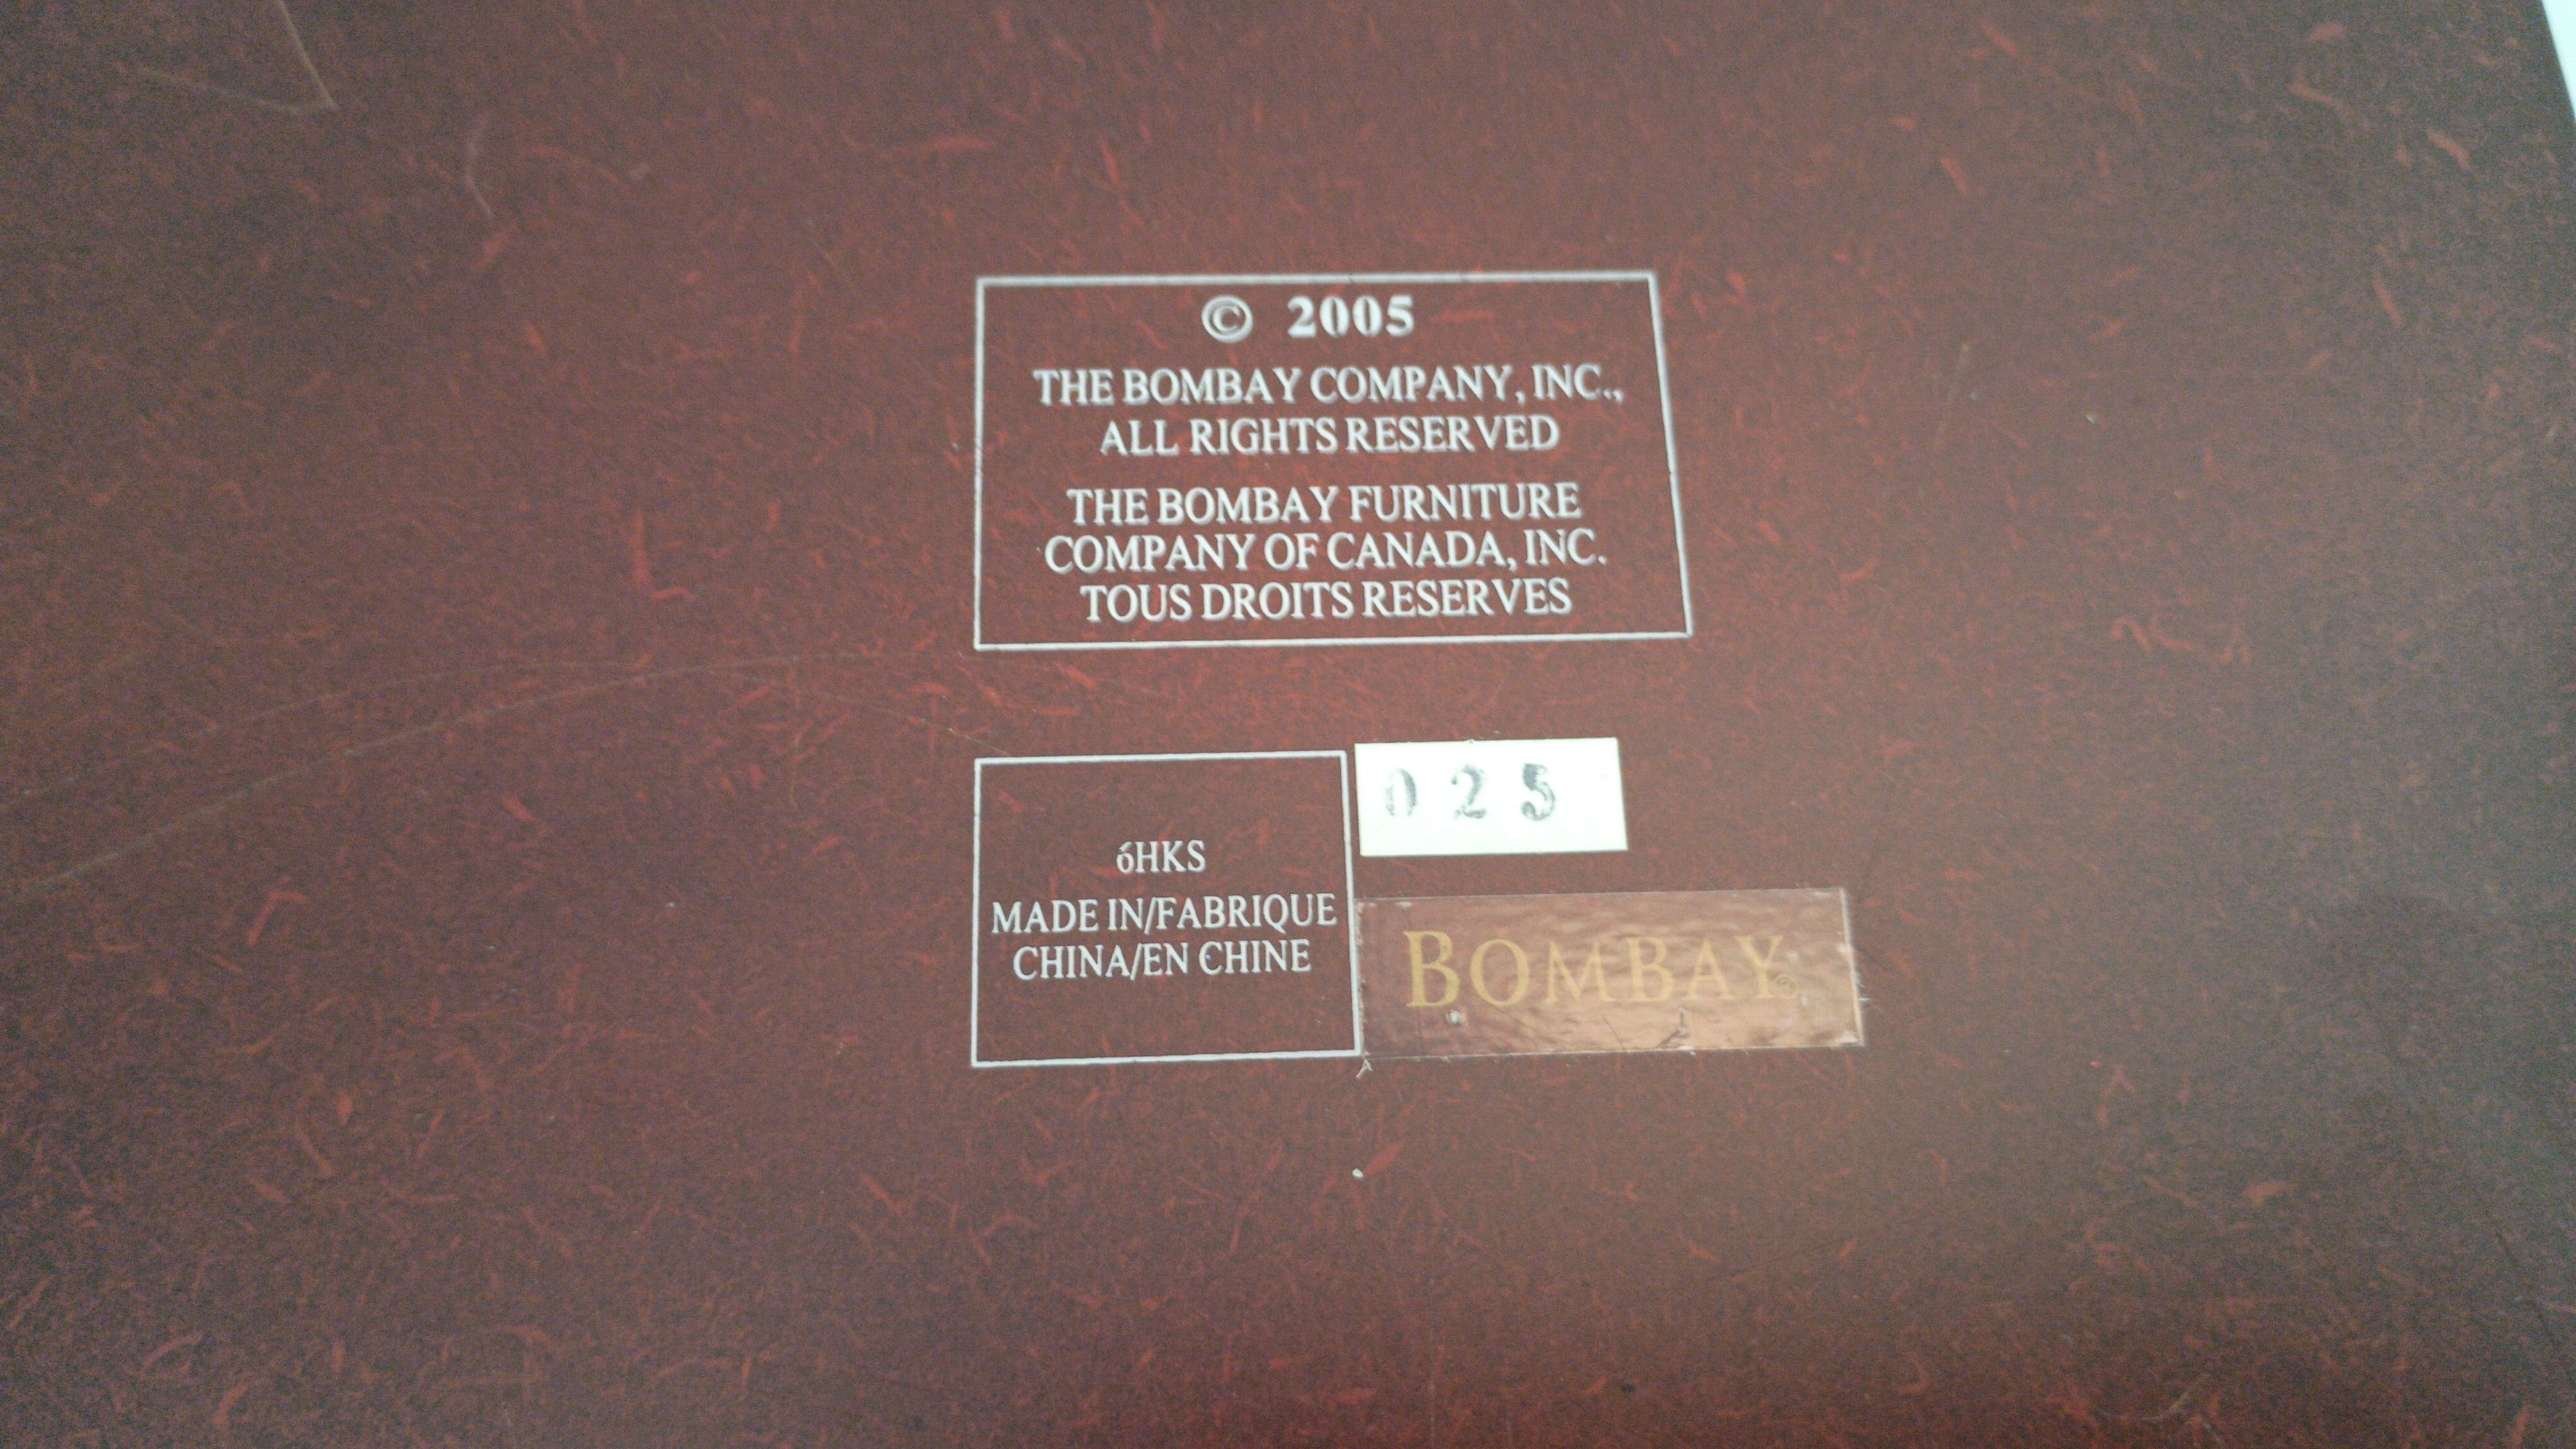 © 2005
THE BOMBAY COMPANY, INC.,
ALL RIGHTS RESERVED
THE BOMBAY FURNITURE
COMPANY OF CANADA, INC.
TOUS DROITS RESERVES
025
6HKS
MADE IN/FABRIQUE
CHINA/EN CHINE
BOMBAY®